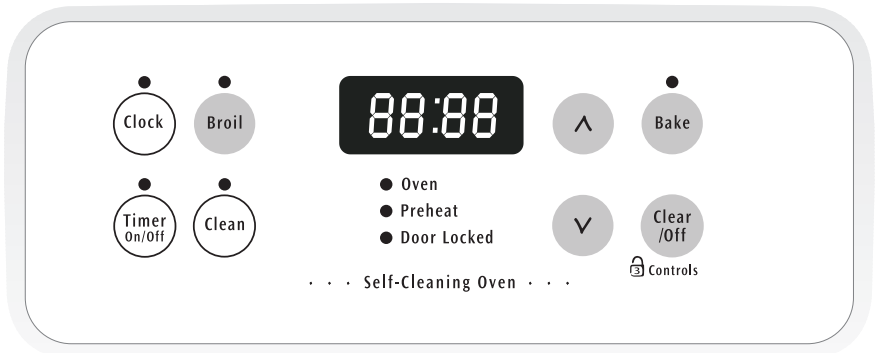 Clock
Broil
88:88
∧
Bake
Oven
Preheat
Door Locked
Timer
On/Off
Clean
∨
Clear
/Off
3 Controls
· · · Self-Cleaning Oven · · ·